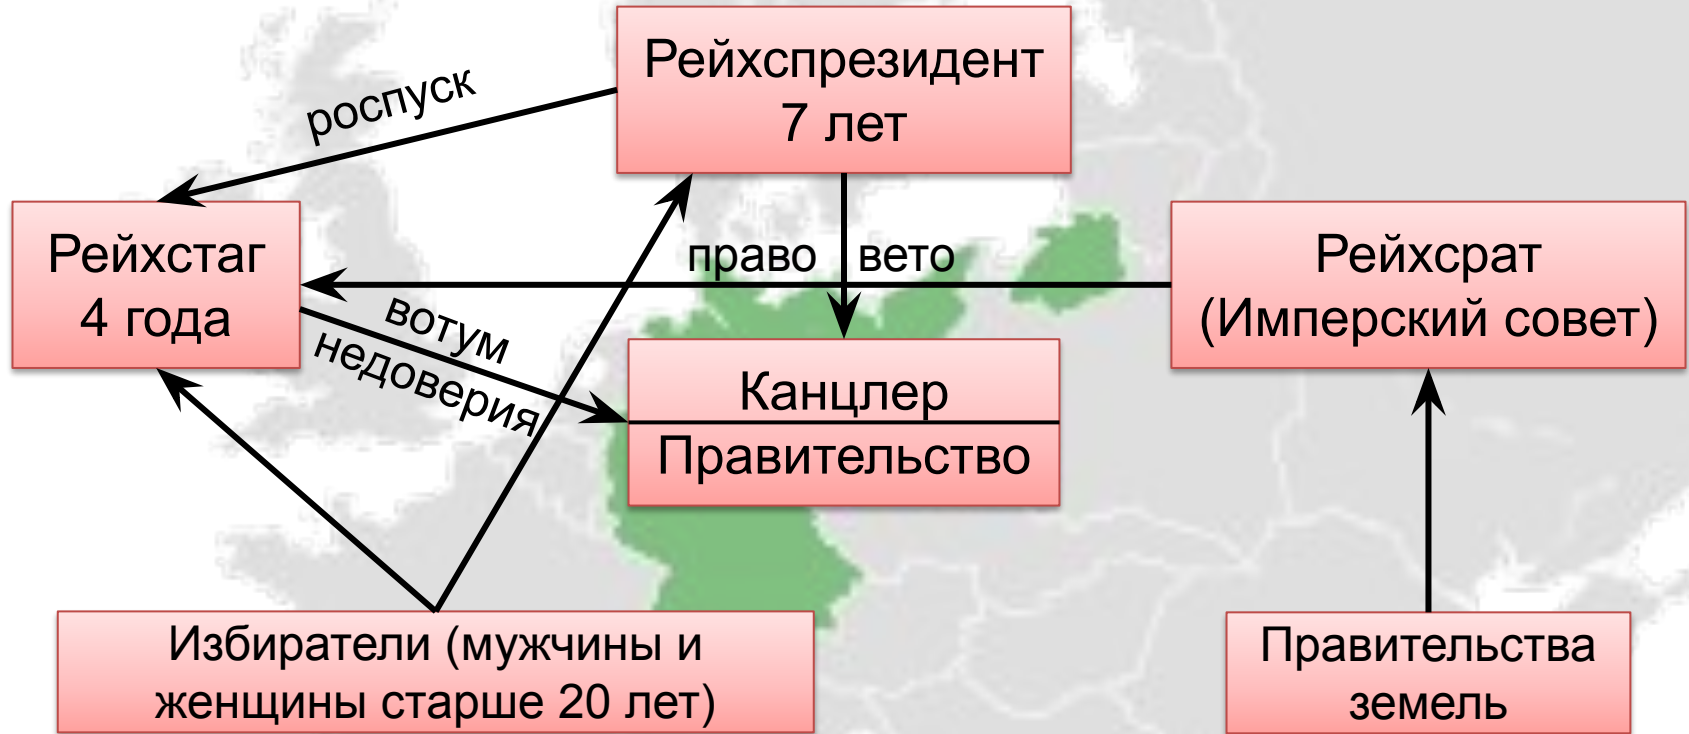 Рейхспрезидент
7 лет
роспуск
Рейхстаг
4 года
право вето
Рейхсрат
(Имперский совет)
вотум
недоверия
Канцлер
Правительство
Избиратели (мужчины и
женщины старше 20 лет)
Правительства
земель